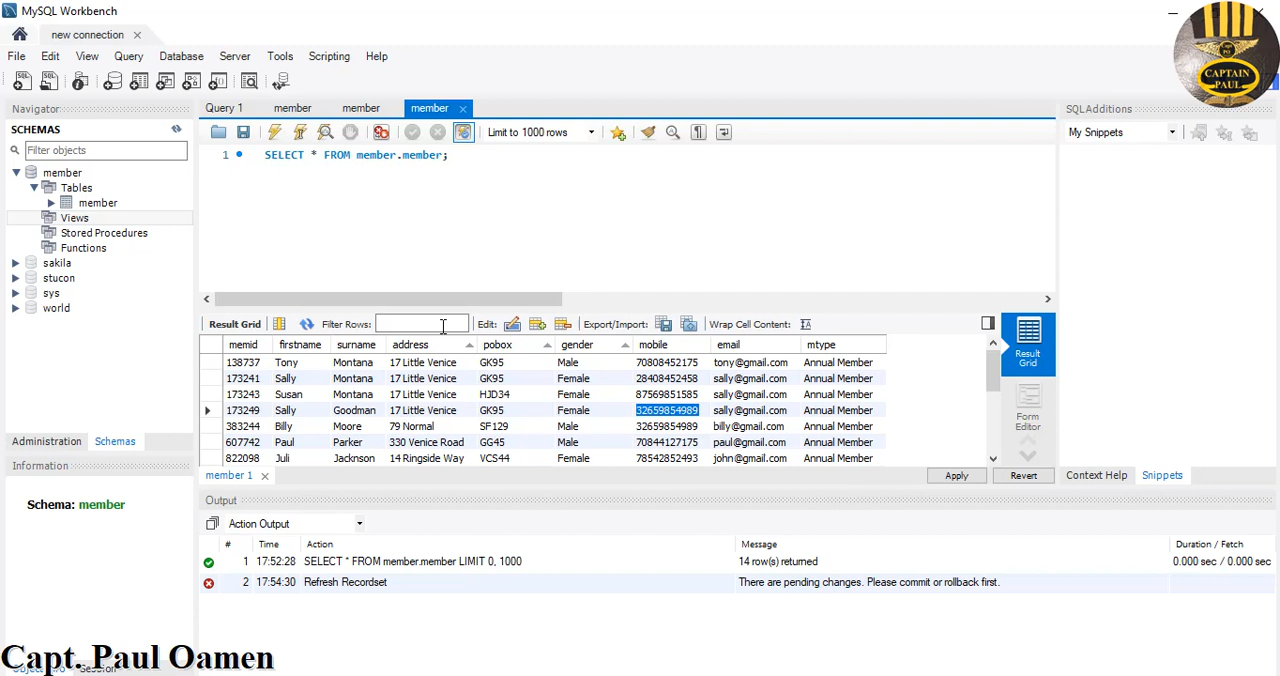 MySQL Workbench
new connection
File Edit View Query Database Server Tools Scripting Help
CAPTAIN
PAUL
Navigator
SCHEMAS
Filter objects
member
Tables
member
Views
Stored Procedures
Functions
sakila
stucon
sys
world
Administration Schemas
Information
Schema: member
Query 1 member member member
Limit to 1000 rows
1 SELECT * FROM member.member;
Result Grid Filter Rows: Edit: Export/Import: Wrap Cell Content:
memid firstname surname address pobox gender mobile email mtype
138737 Tony Montana 17 Little Venice GK95 Male 70808452175 tony@gmail.com Annual Member
173241 Sally Montana 17 Little Venice GK95 Female 28408452458 sally@gmail.com Annual Member
173243 Susan Montana 17 Little Venice HJD34 Female 87569851585 sally@gmail.com Annual Member
173249 Sally Goodman 17 Little Venice GK95 Female 32659854989 sally@gmail.com Annual Member
383244 Billy Moore 79 Normal SF129 Male 32659854989 billy@gmail.com Annual Member
607742 Paul Parker 330 Venice Road GG45 Male 70844127175 paul@gmail.com Annual Member
822098 Juli Jacknson 14 Ringside Way VCS44 Female 78542852493 john@gmail.com Annual Member
Result
Grid
Form
Editor
member 1 Apply Revert
SQLAdditions
My Snippets
Context Help Snippets
Output
Action Output
# Time Action Message Duration / Fetch
1 17:52:28 SELECT * FROM member.member LIMIT 0, 1000 14 row(s) returned 0.000 sec / 0.000 sec
2 17:54:30 Refresh Recordset There are pending changes. Please commit or rollback first.
Capt. Paul Oamen